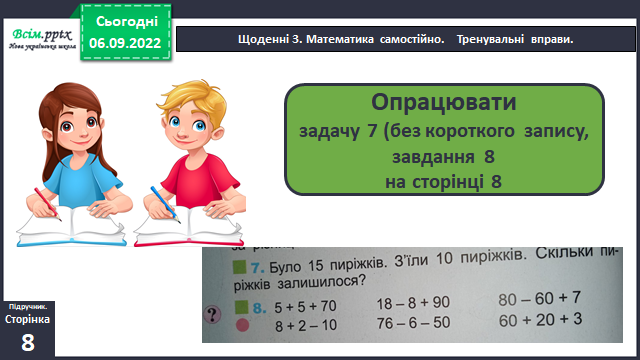 Всім.pptx
Нова українська школа
Сьогодні
06.09.2022
Щоденні 3. Математика самостійно. Тренувальні вправи.
Опрацювати
задачу 7 (без короткого запису,
завдання 8
на сторінці 8
7. Було 15 пиріжків. З'їли 10 пиріжків. Скільки пи-
ріжків залишилося?
8. 5 + 5 + 70 18 – 8 + 90 80 – 60 + 7
? 8 + 2 – 10 76 – 6 – 50 60 + 20 + 3
Підручник.
Сторінка
8